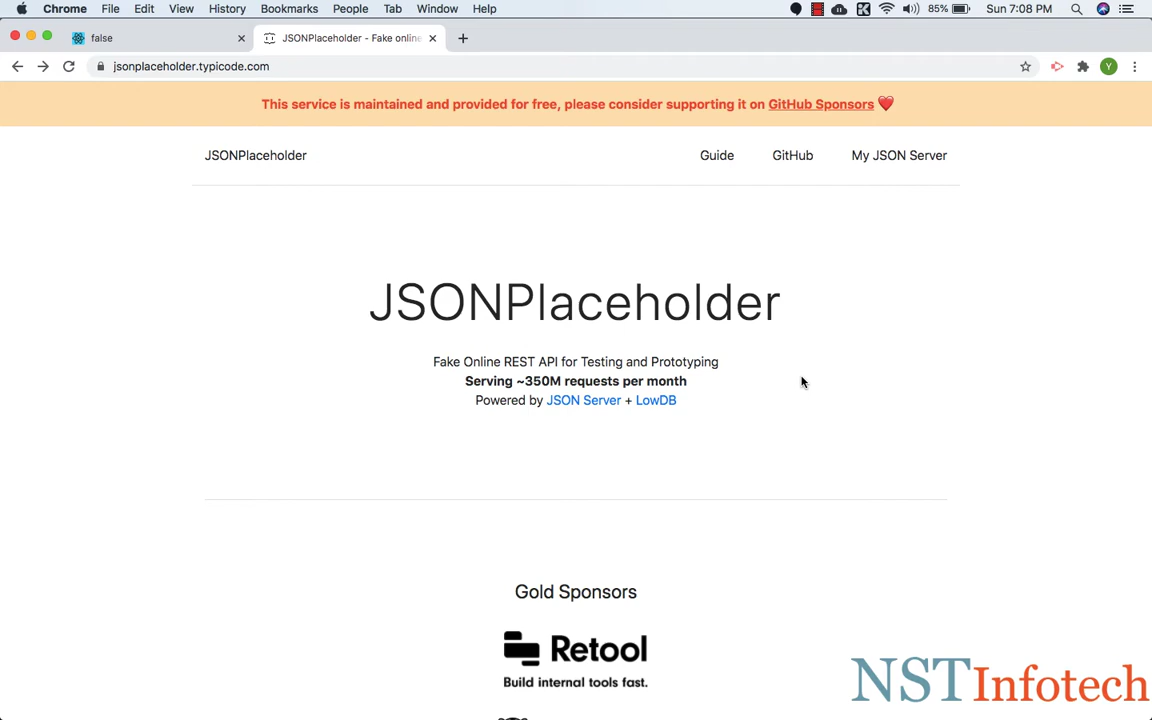 Chrome File Edit View History Bookmarks People Tab Window Help 85% Sun 7:08 PM
false JSONPlaceholder - Fake online
jsonplaceholder.typicode.com Y
This service is maintained and provided for free, please consider supporting it on GitHub Sponsors ❤️
JSONPlaceholder Guide GitHub My JSON Server
JSONPlaceholder
Fake Online REST API for Testing and Prototyping
Serving ~350M requests per month
Powered by JSON Server + LowDB
Gold Sponsors
Retool
Build internal tools fast.
NSTInfotech